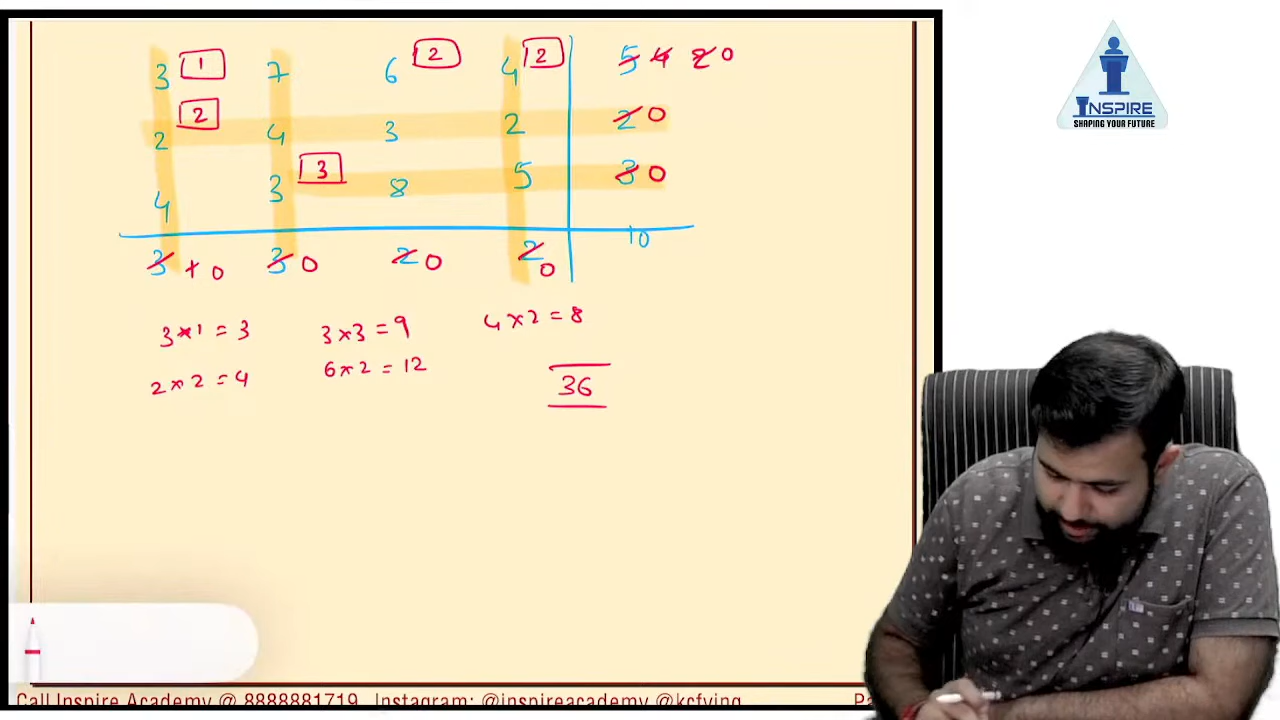 3 1 7 6 2 4 2 5 4 2 0
2 2 4 3 2 2 0
4 3 3 8 5 3 0
3 1 0 3 0 2 0 2 0 10
3 × 1 = 3 3 × 3 = 9 4 × 2 = 8
2 × 2 = 4 6 × 2 = 12
36
INSPIRE
SHAPING YOUR FUTURE
Call Inspire Academy @ 8888881719 Instagram: @inspireacademy @kcfying